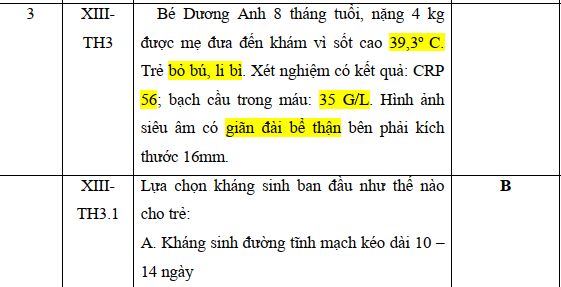 3
XIII-
TH3
Bé Dương Anh 8 tháng tuổi, nặng 4 kg
được mẹ đưa đến khám vì sốt cao 39,3º C.
Trẻ bỏ bú, li bì. Xét nghiệm có kết quả: CRP
56; bạch cầu trong máu: 35 G/L. Hình ảnh
siêu âm có giãn đài bể thận bên phải kích
thước 16mm.
XIII-
TH3.1
Lựa chọn kháng sinh ban đầu như thế nào
cho trẻ:
A. Kháng sinh đường tĩnh mạch kéo dài 10 –
14 ngày
B